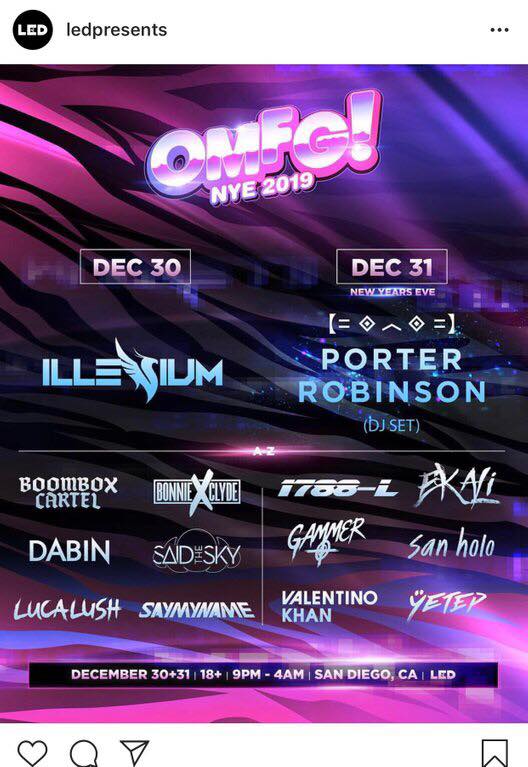 LED
ledpresents
OMFG!
NYE 2019
DEC 30
ILLENIUM
DEC 31
NEW YEARS EVE
【= ◈ ︿ ◈ =】
PORTER
ROBINSON
(DJ SET)
A-Z
BOOMBOX
CARTEL
BONNIE X CLYDE
DABIN
SAID THE SKY
LUCA LUSH
SAYMYNAME
1788-L
EKALI
GAMMER
san holo
VALENTINO
KHAN
YETEP
DECEMBER 30+31 | 18+ | 9PM - 4AM | SAN DIEGO, CA | LED